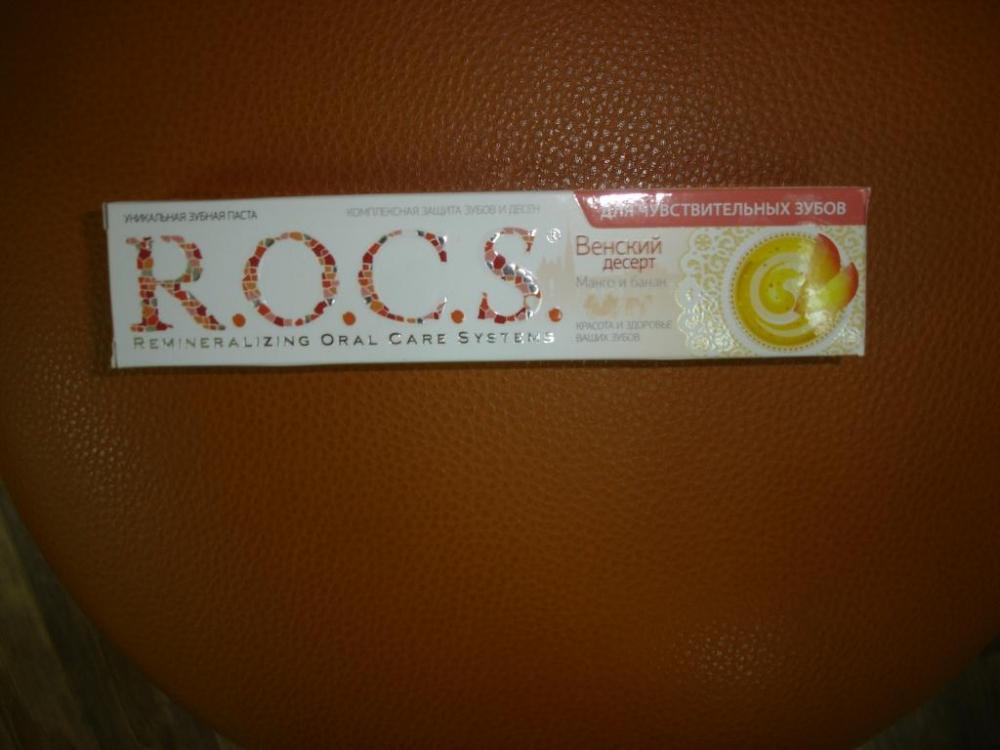 УНИКАЛЬНАЯ ЗУБНАЯ ПАСТА
КОМПЛЕКСНАЯ ЗАЩИТА ЗУБОВ И ДЕСЕН
ДЛЯ ЧУВСТВИТЕЛЬНЫХ ЗУБОВ
R.O.C.S.®
REMINERALIZING ORAL CARE SYSTEMS
Венский
десерт
Манго и банан
КРАСОТА И ЗДОРОВЬЕ
ВАШИХ ЗУБОВ